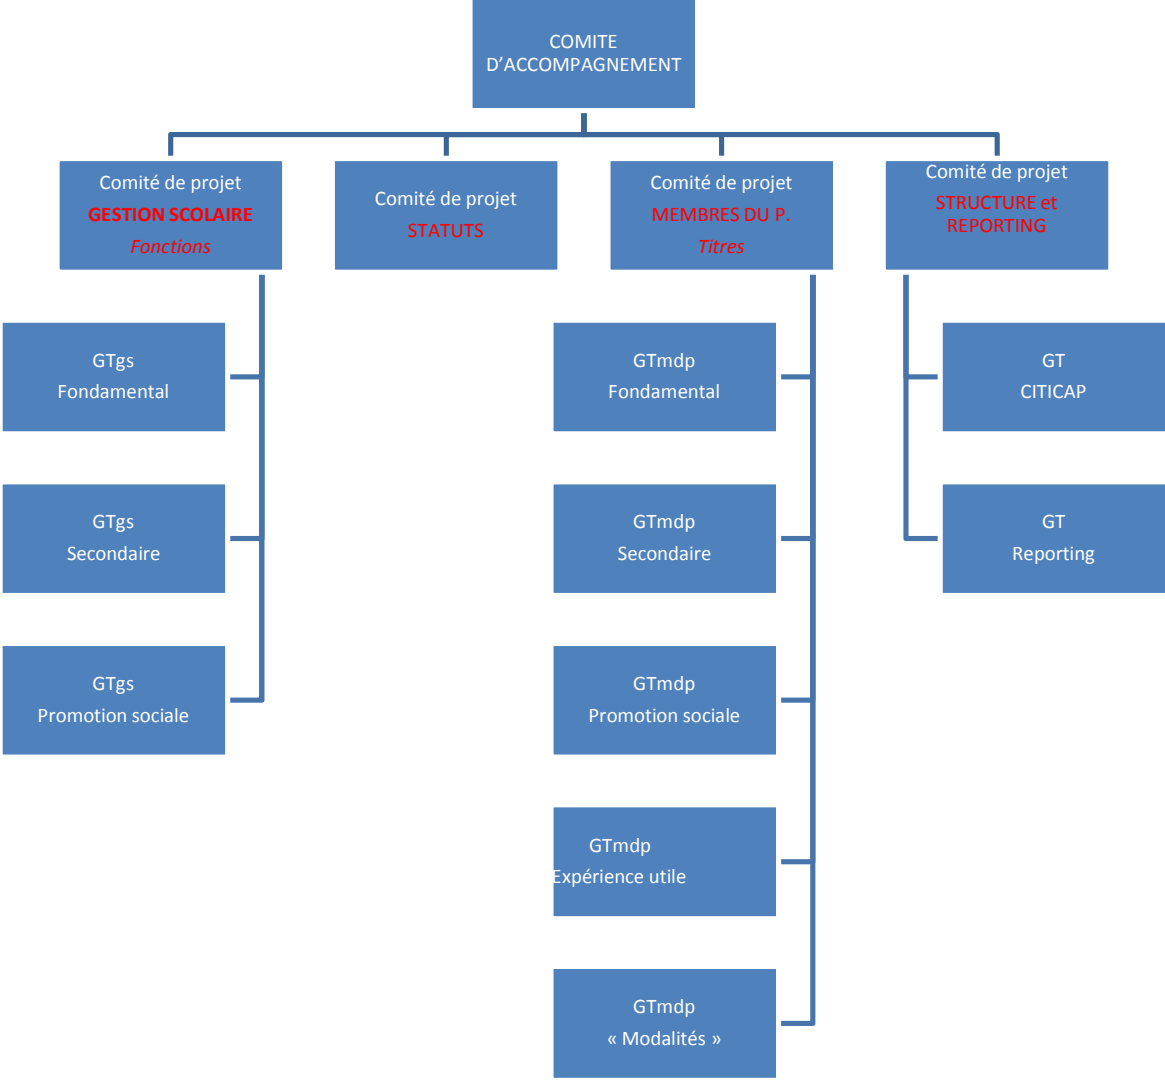 COMITE
D’ACCOMPAGNEMENT
Comité de projet
GESTION SCOLAIRE
Fonctions
Comité de projet
STATUTS
Comité de projet
MEMBRES DU P.
Titres
Comité de projet
STRUCTURE et
REPORTING
GTgs
Fondamental
GTmdp
Fondamental
GT
CITICAP
GTgs
Secondaire
GTmdp
Secondaire
GT
Reporting
GTgs
Promotion sociale
GTmdp
Promotion sociale
GTmdp
Expérience utile
GTmdp
« Modalités »